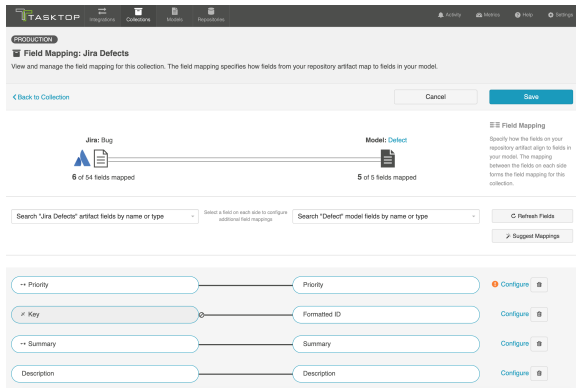 TASKTOP
Integrations
Collections
Models
Repositories
Activity
Metrics
Help
Settings
PRODUCTION
Field Mapping: Jira Defects
View and manage the field mapping for this collection. The field mapping specifies how fields from your repository artifact map to fields in your model.
Back to Collection
Cancel
Save
Jira: Bug
Model: Defect
6 of 54 fields mapped
5 of 5 fields mapped
Field Mapping
Specify how the fields on your
repository artifact align to fields in
your model. The mapping
between the fields on each side
forms the field mapping for this
collection.
Search "Jira Defects" artifact fields by name or type
Select a field on each side to configure
additional field mappings
Search "Defect" model fields by name or type
Refresh Fields
Suggest Mappings
Priority
Priority
Configure
Key
Formatted ID
Configure
Summary
Summary
Configure
Description
Description
Configure